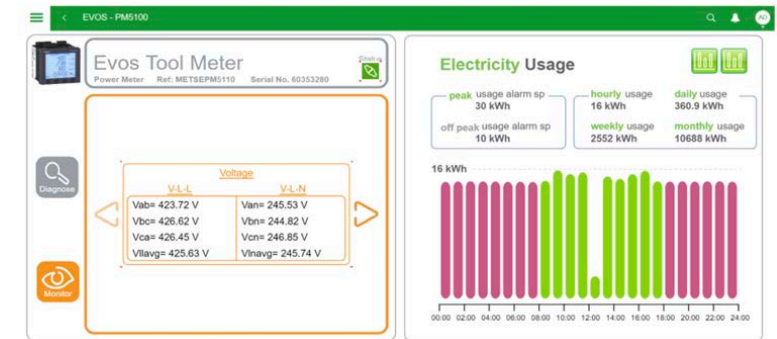 EVOS - PM5100
AD
Evos Tool Meter
Power Meter Ref: METSEPM5110 Serial No. 60353280
Diagnose
Monitor
Voltage
V-L-L V-L-N
Vab= 423.72 V Van= 245.53 V
Vbc= 426.62 V Vbn= 244.82 V
Vca= 426.45 V Vcn= 246.85 V
Vllavg= 425.63 V Vlnavg= 245.74 V
Electricity Usage
peak usage alarm sp
30 kWh
off peak usage alarm sp
10 kWh
hourly usage daily usage
16 kWh 360.9 kWh
weekly usage monthly usage
2552 kWh 10688 kWh
16 kWh
00:00 02:00 04:00 06:00 08:00 10:00 12:00 14:00 16:00 18:00 20:00 22:00 24:00